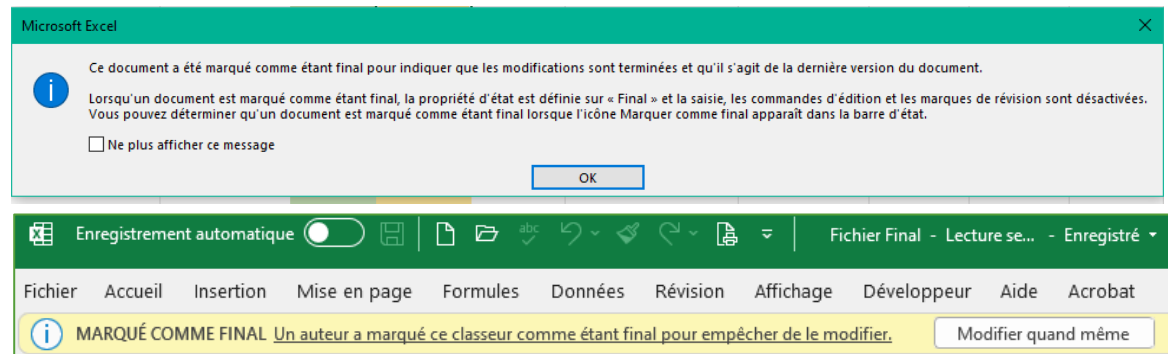 Microsoft Excel
Ce document a été marqué comme étant final pour indiquer que les modifications sont terminées et qu'il s'agit de la dernière version du document.
Lorsqu'un document est marqué comme étant final, la propriété d'état est définie sur « Final » et la saisie, les commandes d'édition et les marques de révision sont désactivées.
Vous pouvez déterminer qu'un document est marqué comme étant final lorsque l'icône Marquer comme final apparaît dans la barre d'état.
Ne plus afficher ce message
OK
Enregistrement automatique abc Fichier Final - Lecture se... - Enregistré
Fichier Accueil Insertion Mise en page Formules Données Révision Affichage Développeur Aide Acrobat
MARQUÉ COMME FINAL Un auteur a marqué ce classeur comme étant final pour empêcher de le modifier. Modifier quand même